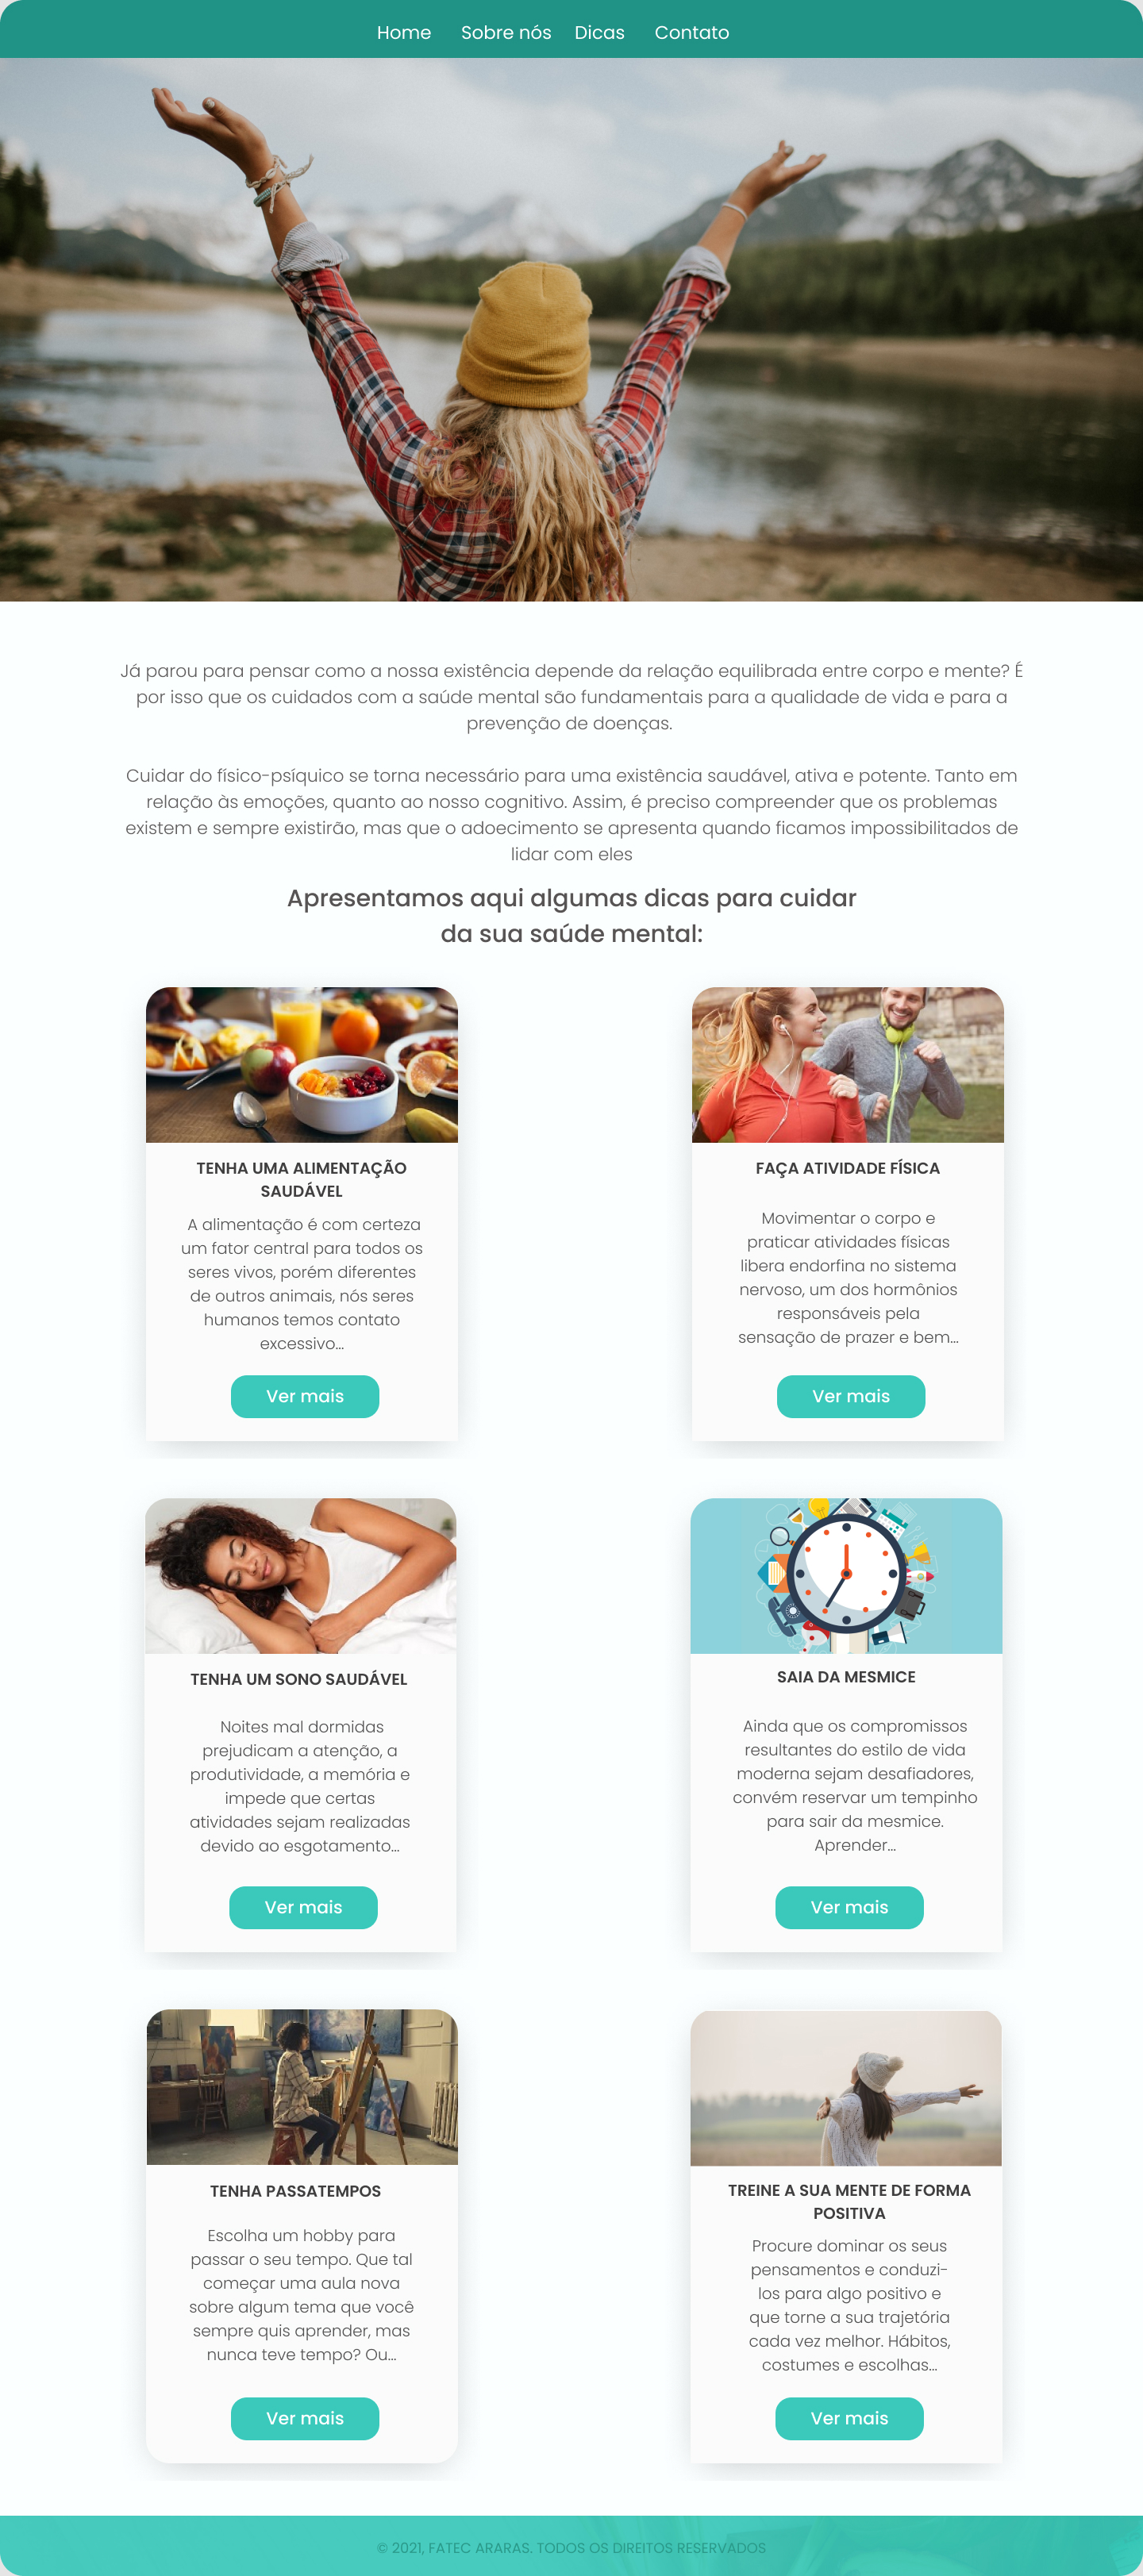 Home Sobre nós Dicas Contato
Já parou para pensar como a nossa existência depende da relação equilibrada entre corpo e mente? É
por isso que os cuidados com a saúde mental são fundamentais para a qualidade de vida e para a
prevenção de doenças.
Cuidar do físico-psíquico se torna necessário para uma existência saudável, ativa e potente. Tanto em
relação às emoções, quanto ao nosso cognitivo. Assim, é preciso compreender que os problemas
existem e sempre existirão, mas que o adoecimento se apresenta quando ficamos impossibilitados de
lidar com eles
Apresentamos aqui algumas dicas para cuidar
da sua saúde mental:
TENHA UMA ALIMENTAÇÃO
SAUDÁVEL
A alimentação é com certeza
um fator central para todos os
seres vivos, porém diferentes
de outros animais, nós seres
humanos temos contato
excessivo...
Ver mais
FAÇA ATIVIDADE FÍSICA
Movimentar o corpo e
praticar atividades físicas
libera endorfina no sistema
nervoso, um dos hormônios
responsáveis pela
sensação de prazer e bem...
Ver mais
TENHA UM SONO SAUDÁVEL
Noites mal dormidas
prejudicam a atenção, a
produtividade, a memória e
impede que certas
atividades sejam realizadas
devido ao esgotamento...
Ver mais
SAIA DA MESMICE
Ainda que os compromissos
resultantes do estilo de vida
moderna sejam desafiadores,
convém reservar um tempinho
para sair da mesmice.
Aprender...
Ver mais
TENHA PASSATEMPOS
Escolha um hobby para
passar o seu tempo. Que tal
começar uma aula nova
sobre algum tema que você
sempre quis aprender, mas
nunca teve tempo? Ou...
Ver mais
TREINE A SUA MENTE DE FORMA
POSITIVA
Procure dominar os seus
pensamentos e conduzi-
los para algo positivo e
que torne a sua trajetória
cada vez melhor. Hábitos,
costumes e escolhas...
Ver mais
© 2021, FATEC ARARAS. TODOS OS DIREITOS RESERVADOS